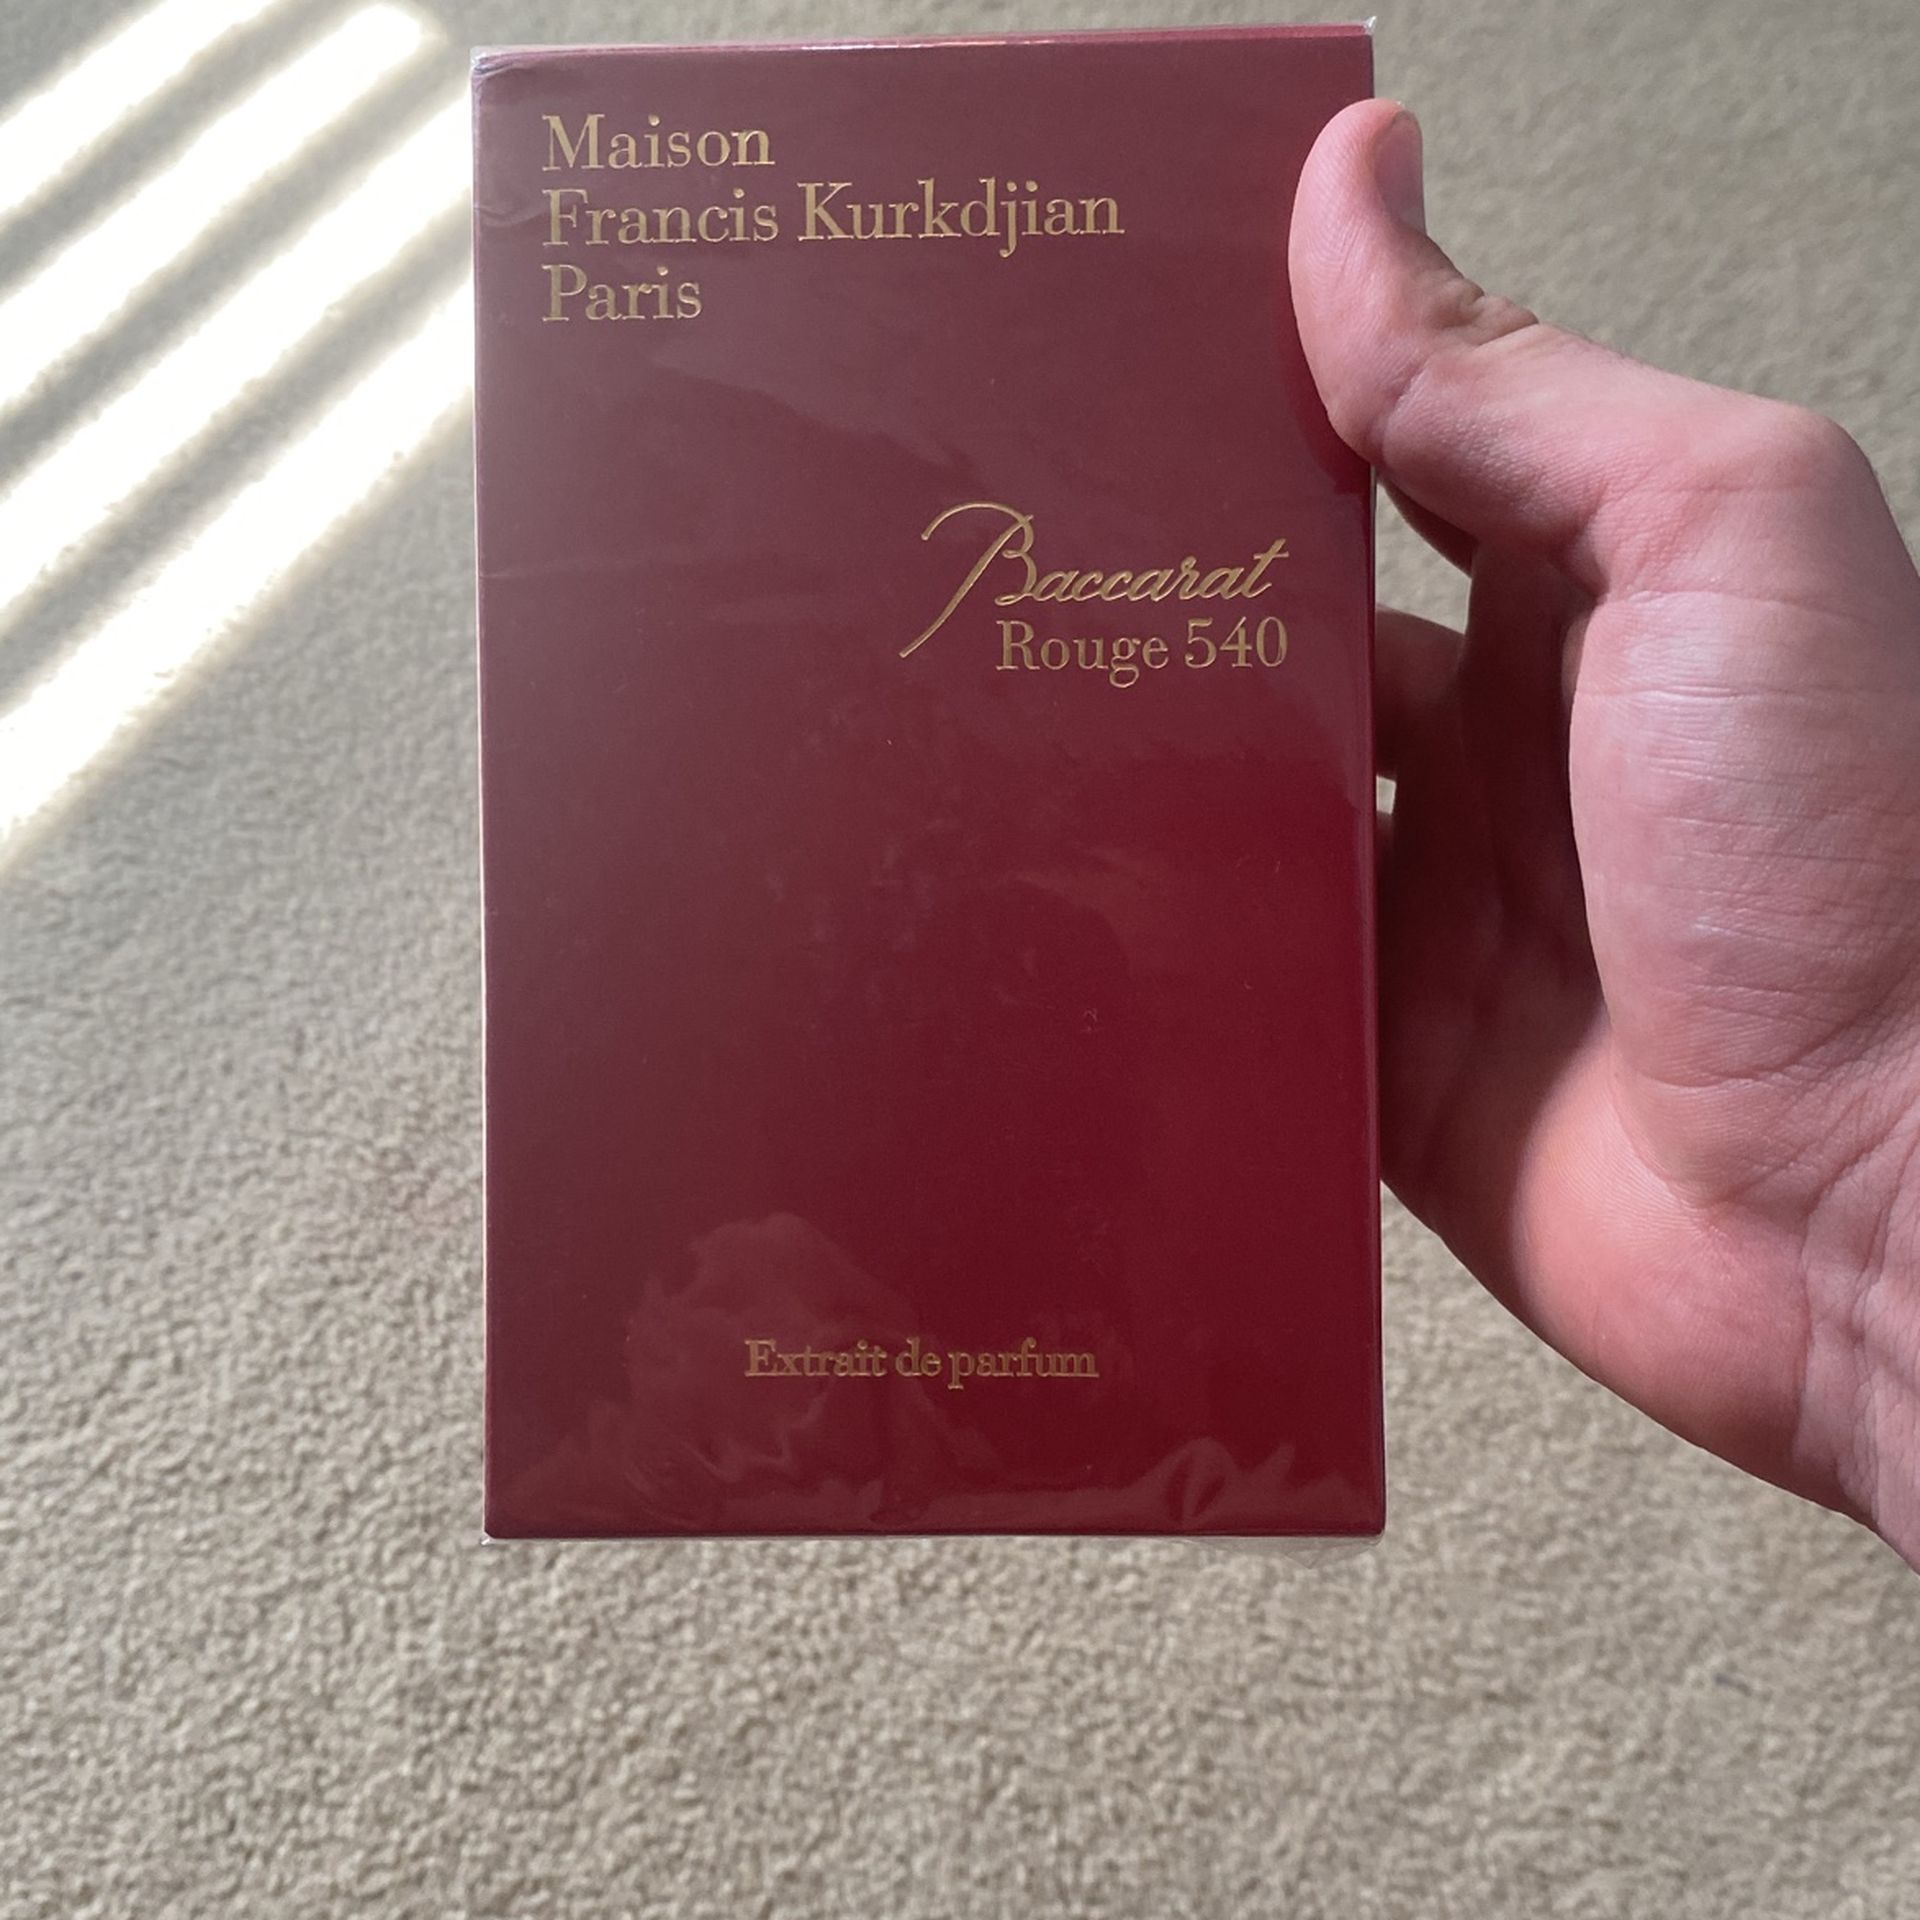 Maison
Francis Kurkdjian
Paris
Baccarat
Rouge 540
Extrait de parfum